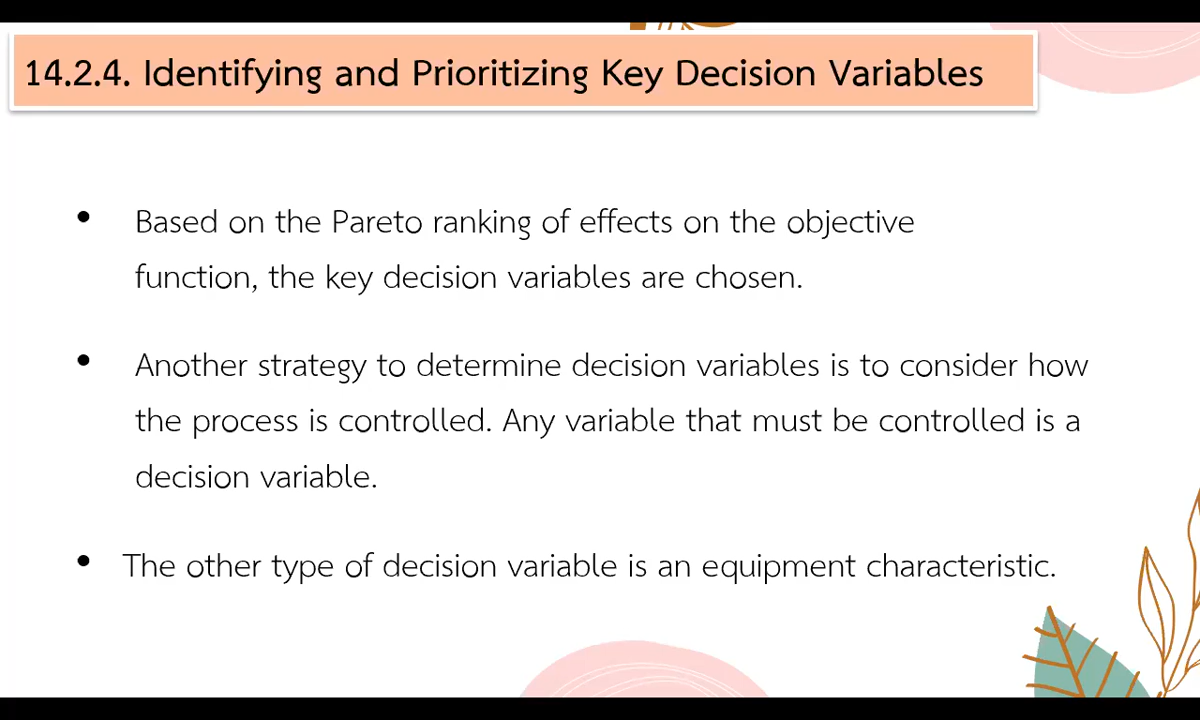 14.2.4. Identifying and Prioritizing Key Decision Variables
• Based on the Pareto ranking of effects on the objective
function, the key decision variables are chosen.
• Another strategy to determine decision variables is to consider how
the process is controlled. Any variable that must be controlled is a
decision variable.
• The other type of decision variable is an equipment characteristic.